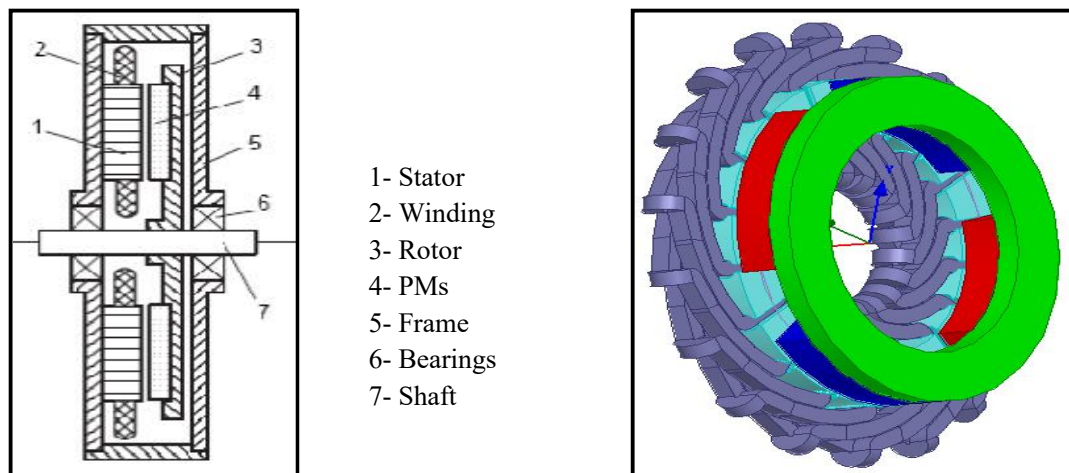 2
3
4
1
5
6
7
1- Stator
2- Winding
3- Rotor
4- PMs
5- Frame
6- Bearings
7- Shaft
Y